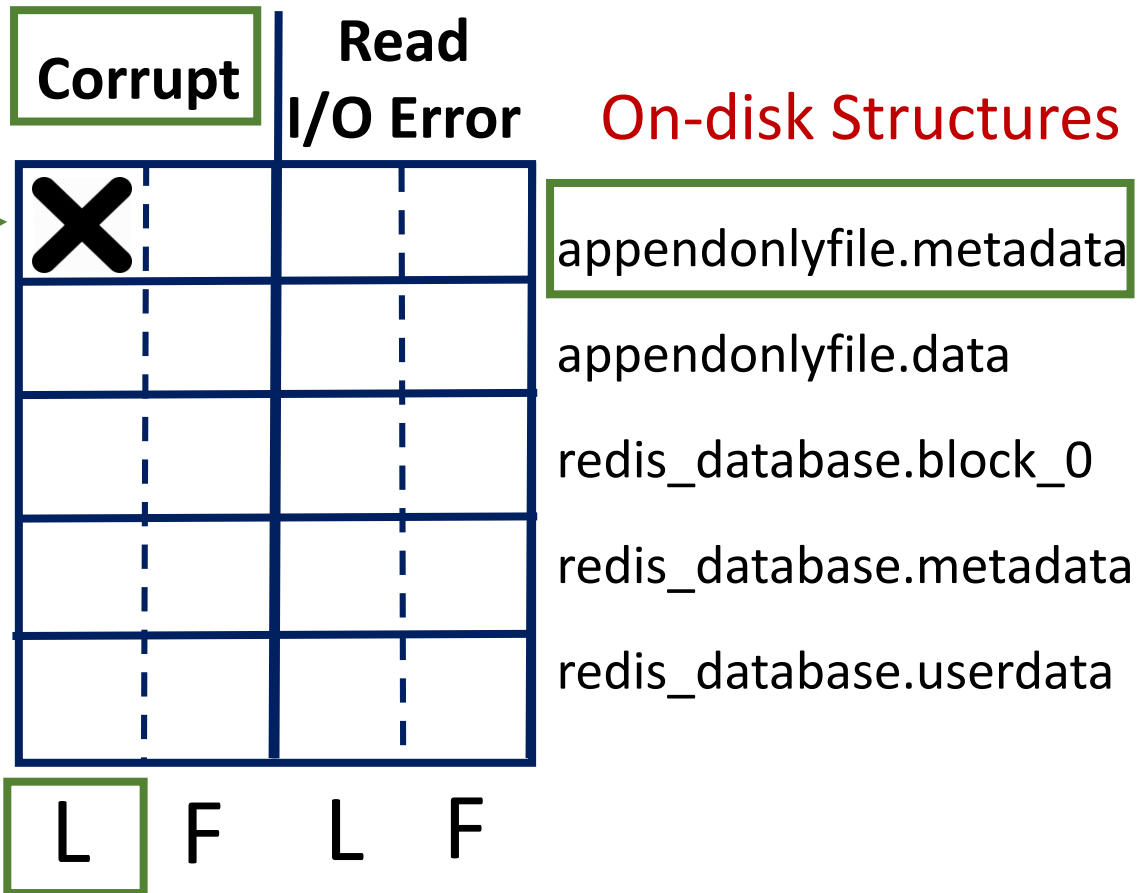 Corrupt
Read
I/O Error
On-disk Structures
appendonlyfile.metadata
appendonlyfile.data
redis_database.block_0
redis_database.metadata
redis_database.userdata
L F L F